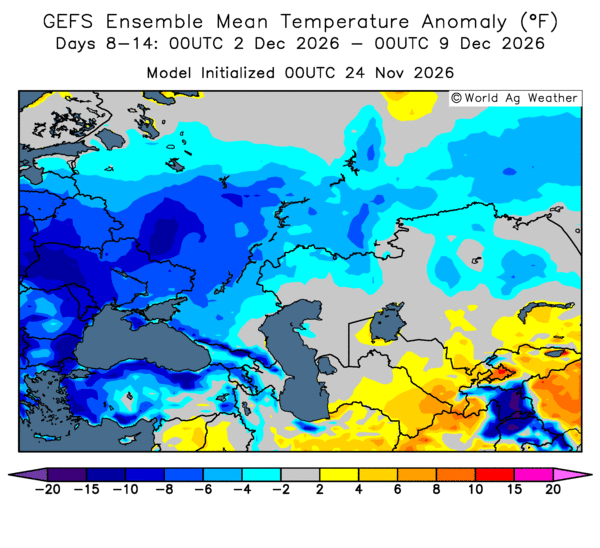 GEFS Ensemble Mean Temperature Anomaly (°F)
Days 8–14: 00UTC 2 Dec 2026 – 00UTC 9 Dec 2026
Model Initialized 00UTC 24 Nov 2026
©World Ag Weather
−20 −15 −10 −8 −6 −4 −2 2 4 6 8 10 15 20